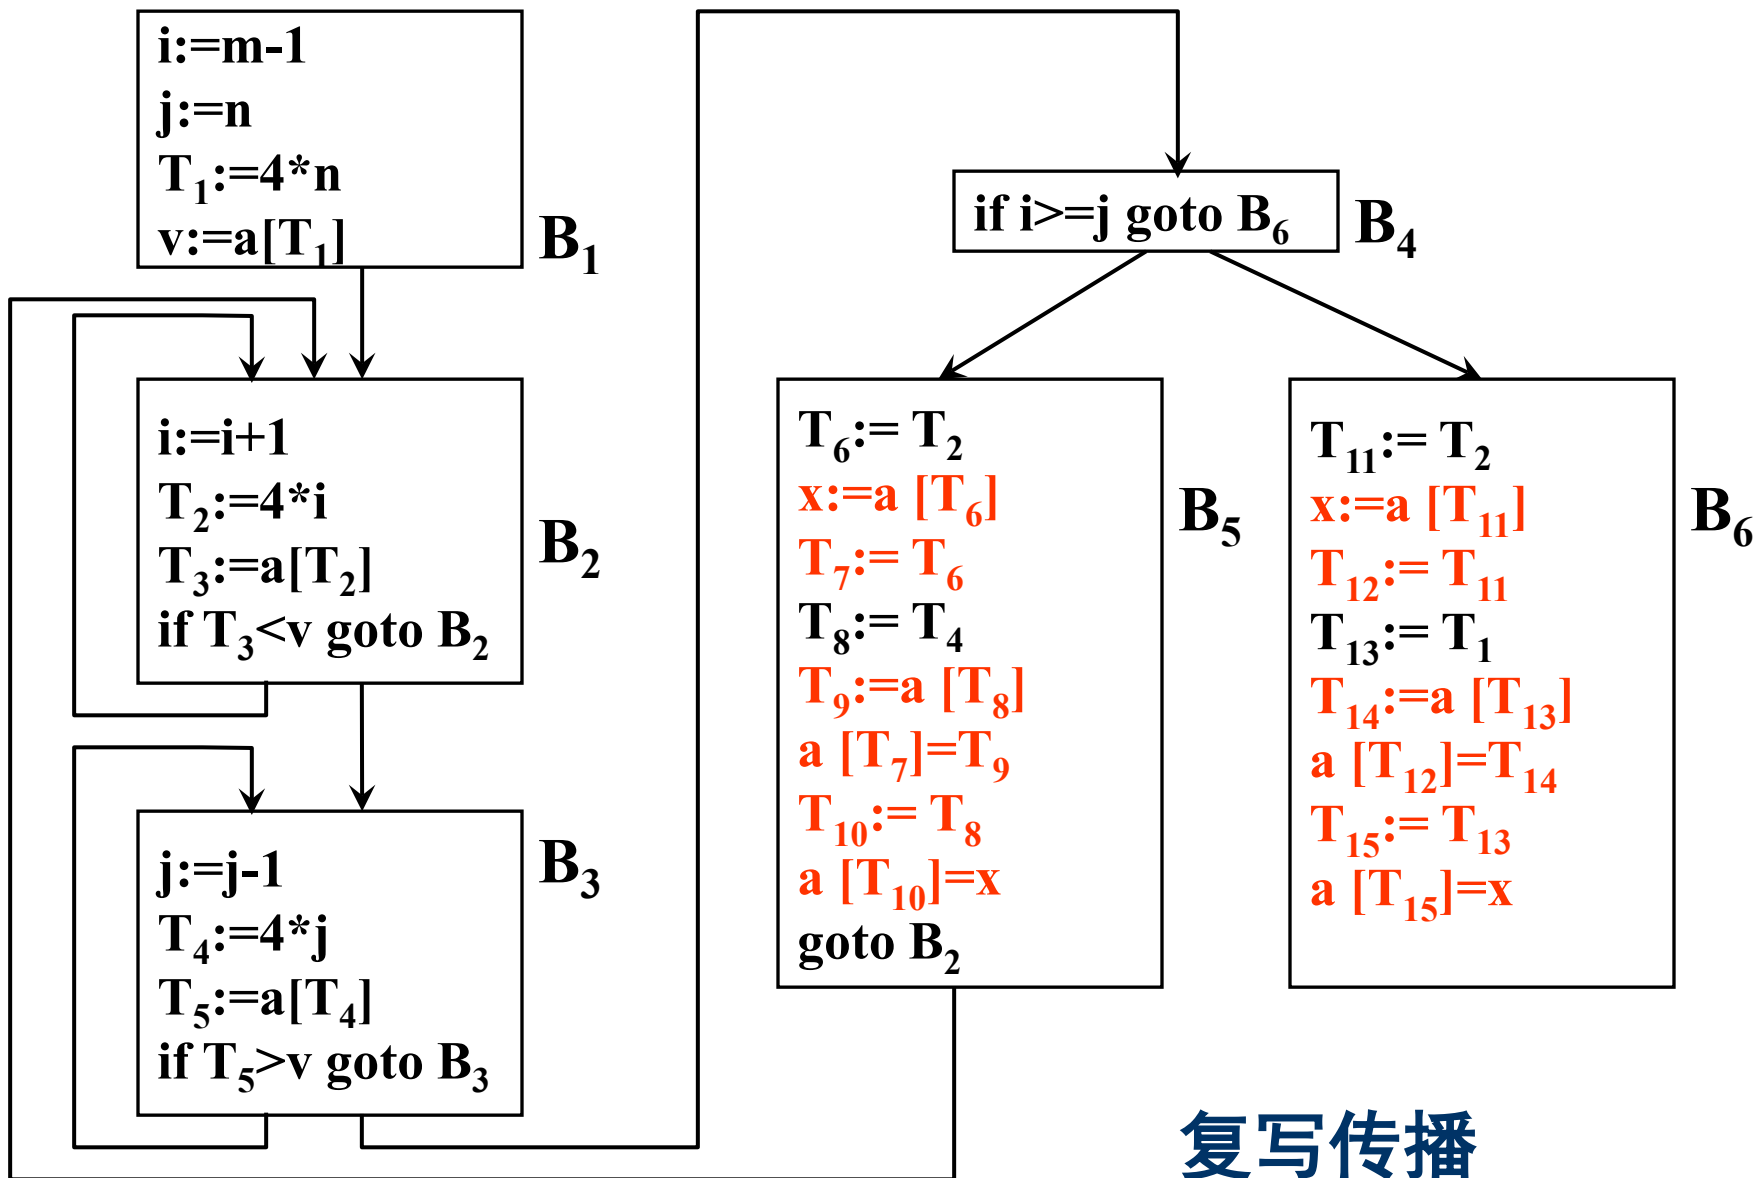 i:=m-1
j:=n
T₁:=4*n
v:=a[T₁]
B₁
i:=i+1
T₂:=4*i
T₃:=a[T₂]
if T₃<v goto B₂
B₂
j:=j-1
T₄:=4*j
T₅:=a[T₄]
if T₅>v goto B₃
B₃
if i>=j goto B₆
B₄
T₆:= T₂
x:=a [T₆]
T₇:= T₆
T₈:= T₄
T₉:=a [T₈]
a [T₇]=T₉
T₁₀:= T₈
a [T₁₀]=x
goto B₂
B₅
T₁₁:= T₂
x:=a [T₁₁]
T₁₂:= T₁₁
T₁₃:= T₁
T₁₄:=a [T₁₃]
a [T₁₂]=T₁₄
T₁₅:= T₁₃
a [T₁₅]=x
B₆
复写传播